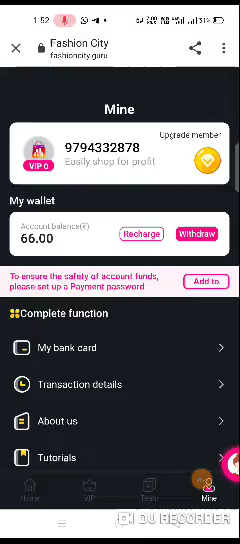 1:52
31%
Fashion City
fashioncity.guru
Mine
Upgrade member
9794332878
VIP 0
Easily shop for profit
My wallet
Account balance(₹)
66.00
Recharge
Withdraw
To ensure the safety of account funds, please set up a Payment password
Add to
Complete function
My bank card
Transaction details
About us
Tutorials
Home
VIP
Team
Mine
DU RECORDER